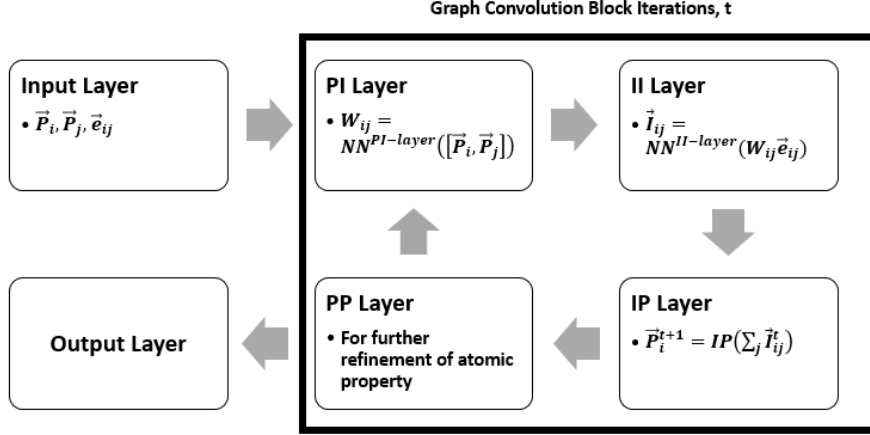 Graph Convolution Block Iterations, t
Input Layer
• P⃗ᵢ, P⃗ⱼ, e⃗ᵢⱼ
PI Layer
• Wᵢⱼ =
NN^{PI−layer}([P⃗ᵢ, P⃗ⱼ])
II Layer
• I⃗ᵢⱼ =
NN^{II−layer}(Wᵢⱼe⃗ᵢⱼ)
Output Layer
PP Layer
• For further
refinement of atomic
property
IP Layer
• P⃗ᵢ^{t+1} = IP(∑ⱼ I⃗ᵢⱼ^{t})